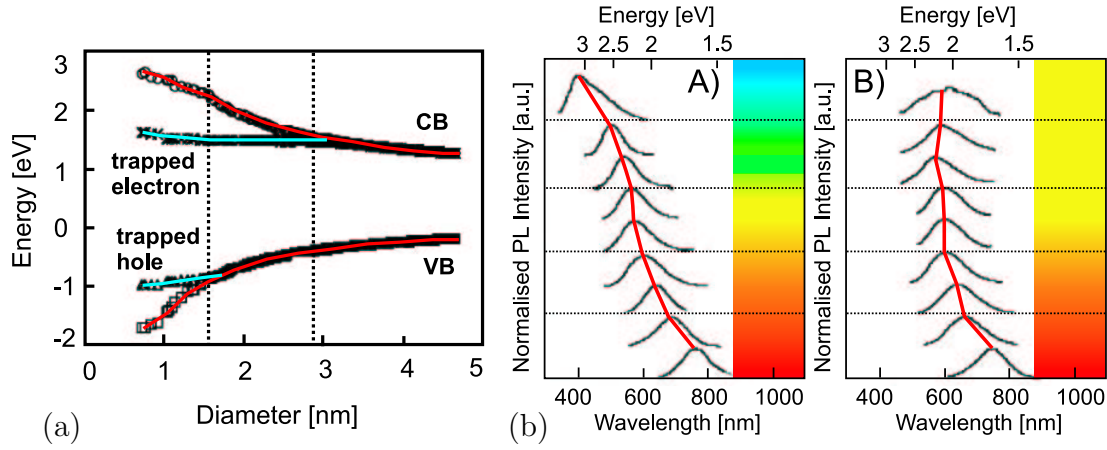 3
2
1
0
-1
-2
Energy [eV]
CB
trapped
electron
trapped
hole
VB
0 1 2 3 4 5
Diameter [nm]
(a)
Energy [eV]
3 2.5 2 1.5
A)
Normalised PL Intensity [a.u.]
400 600 800 1000
Wavelength [nm]
(b)
Energy [eV]
3 2.5 2 1.5
B)
Normalised PL Intensity [a.u.]
400 600 800 1000
Wavelength [nm]